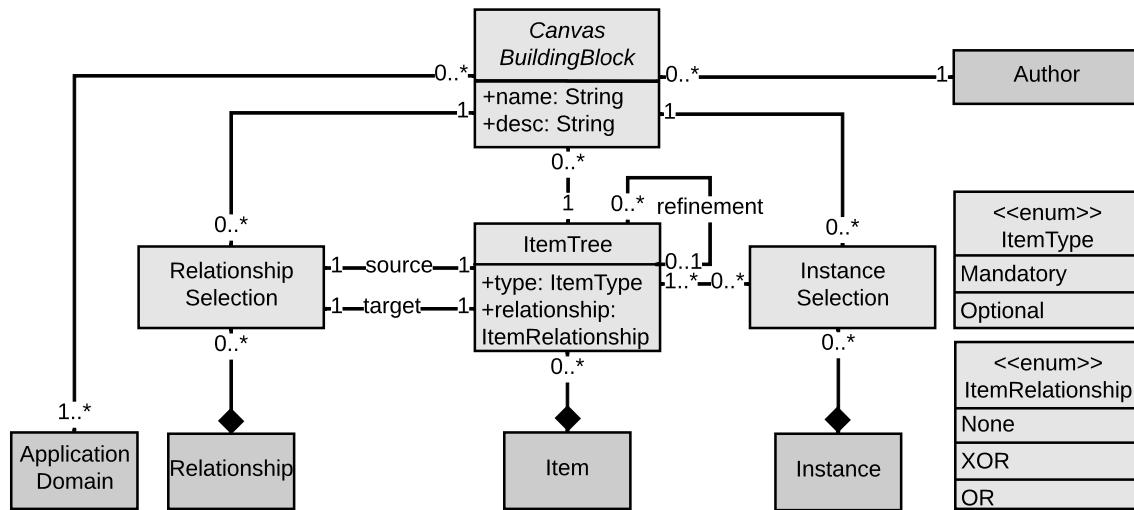 Canvas
BuildingBlock
+name: String
+desc: String
0..*
0..*
1
Author
1
1
0..*
1
0..*
refinement
0..*
0..*
<<enum>>
ItemType
Mandatory
Optional
Relationship
Selection
1
source
1
1
target
1
ItemTree
+type: ItemType
+relationship:
ItemRelationship
0..1
1..*
0..*
Instance
Selection
0..*
0..*
0..*
<<enum>>
ItemRelationship
None
XOR
OR
1..*
Application
Domain
Relationship
Item
Instance